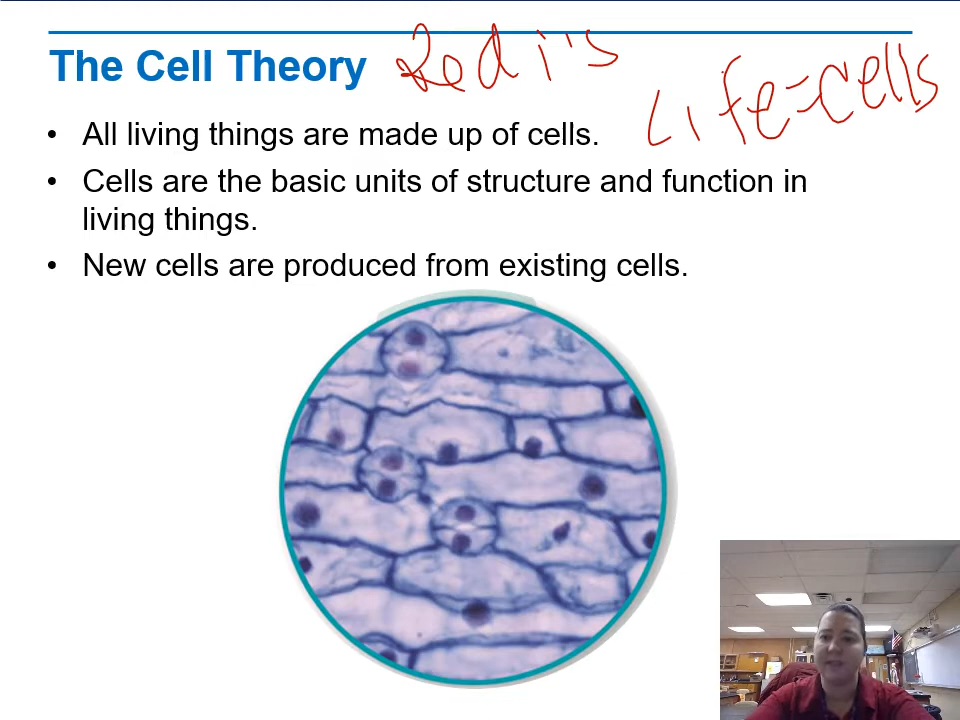 The Cell Theory Redi's
Life=cells
• All living things are made up of cells.
• Cells are the basic units of structure and function in
living things.
• New cells are produced from existing cells.